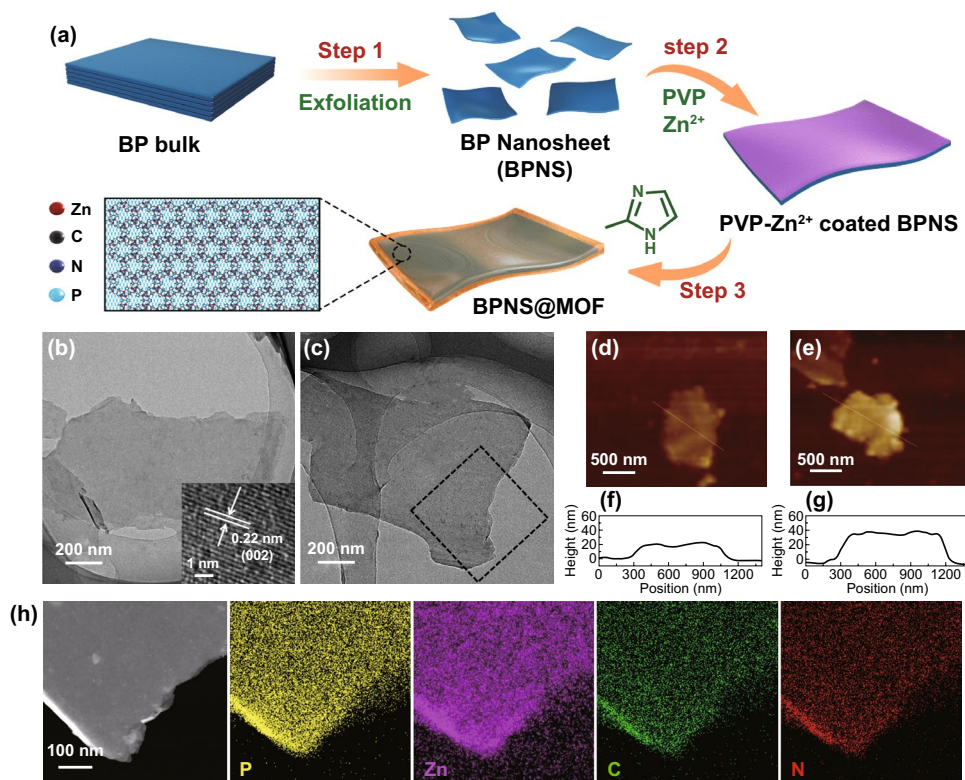 (a)
Step 1
Exfoliation
BP bulk
BP Nanosheet
(BPNS)
step 2
PVP
Zn²⁺
PVP-Zn²⁺ coated BPNS
Zn
C
N
P
N
N
H
Step 3
BPNS@MOF
(b)
200 nm
0.22 nm
(002)
1 nm
(c)
200 nm
(d)
500 nm
(e)
500 nm
(f)
Height (nm)
60
40
20
0
0 300 600 900 1200
Position (nm)
(g)
Height (nm)
60
40
20
0
0 300 600 900 1200
Position (nm)
(h)
100 nm
P
Zn
C
N